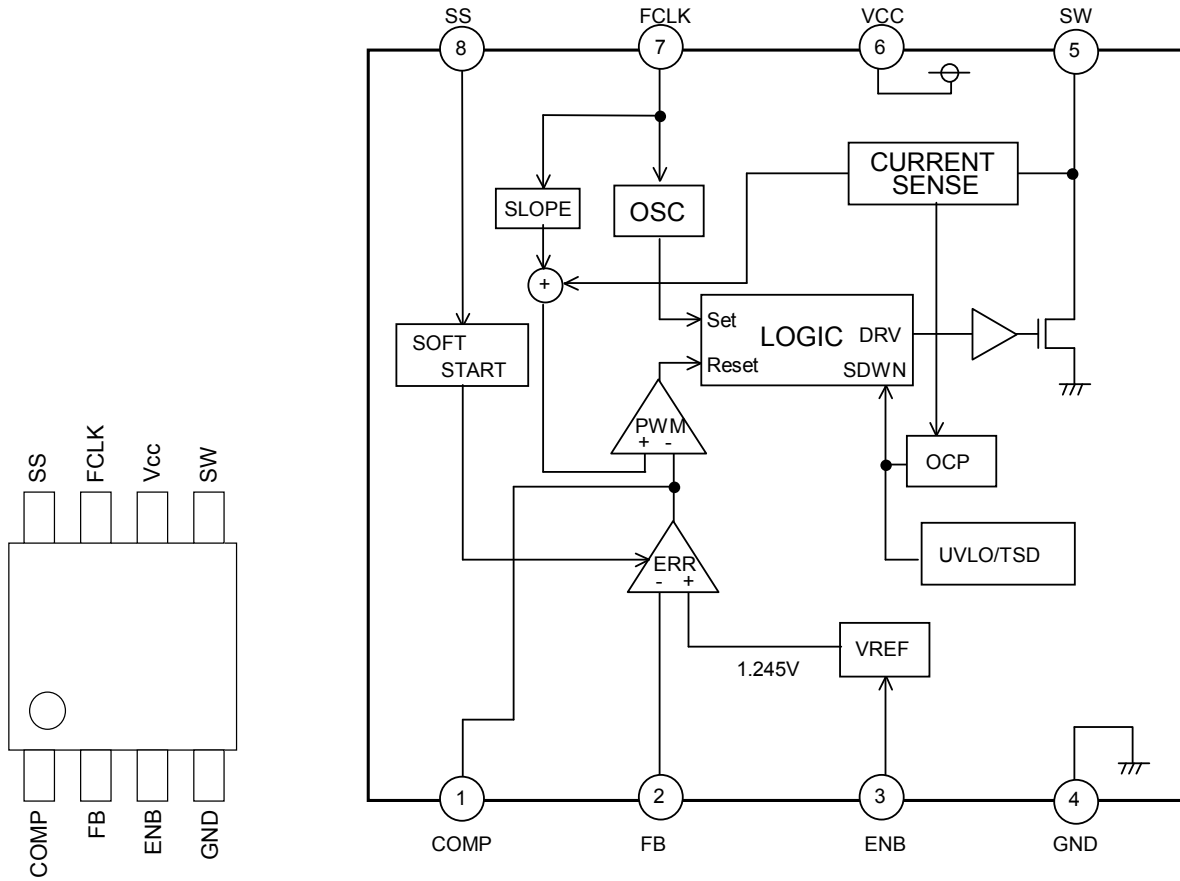 SS FCLK VCC SW
8 7 6 5
CURRENT
SENSE
SLOPE
OSC
+
Set
LOGIC DRV
SOFT
START
Reset
SDWN
PWM
+ -
OCP
UVLO/TSD
ERR
- +
VREF
1.245V
1 2 3 4
COMP FB ENB GND
SS FCLK Vcc SW
COMP FB ENB GND